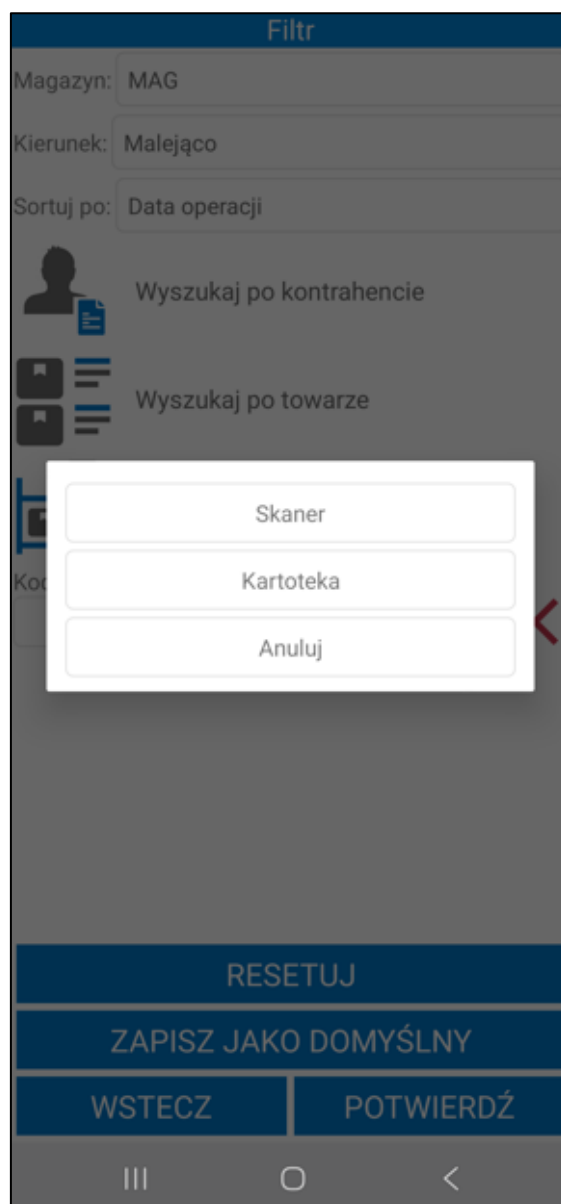 Filtr
Magazyn: MAG
Kierunek: Malejąco
Sortuj po: Data operacji
Wyszukaj po kontrahencie
Wyszukaj po towarze
Skaner
Kartoteka
Anuluj
RESETUJ
ZAPISZ JAKO DOMYŚLNY
WSTECZ POTWIERDŹ